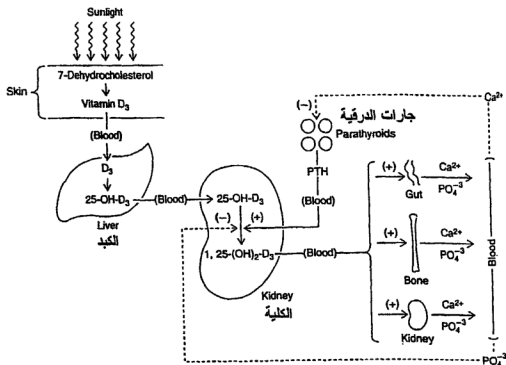 Sunlight
7-Dehydrocholesterol
Skin
Vitamin D₃
(Blood)
D₃
25-OH-D₃
Liver
الكبد
(Blood)
25-OH-D₃
(−) (+)
1, 25-(OH)₂-D₃
Kidney
الكلية
(Blood)
(−)
جارات الدرقية
Parathyroids
PTH
(Blood)
Ca²⁺
(+) Ca²⁺
Gut PO₄⁻³
(+) Ca²⁺
PO₄⁻³
Bone
(+) Ca²⁺
PO₄⁻³
Kidney
Blood
PO₄⁻³